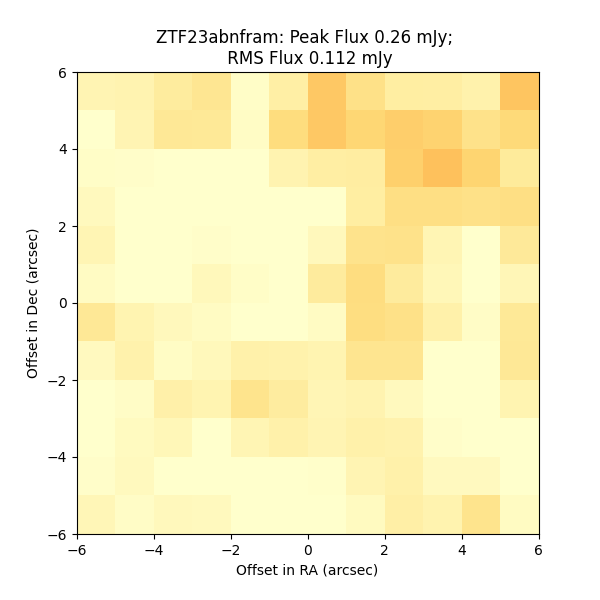 ZTF23abnfram: Peak Flux 0.26 mJy;
RMS Flux 0.112 mJy
6
4
2
0
−2
−4
−6
Offset in Dec (arcsec)
−6 −4 −2 0 2 4 6
Offset in RA (arcsec)